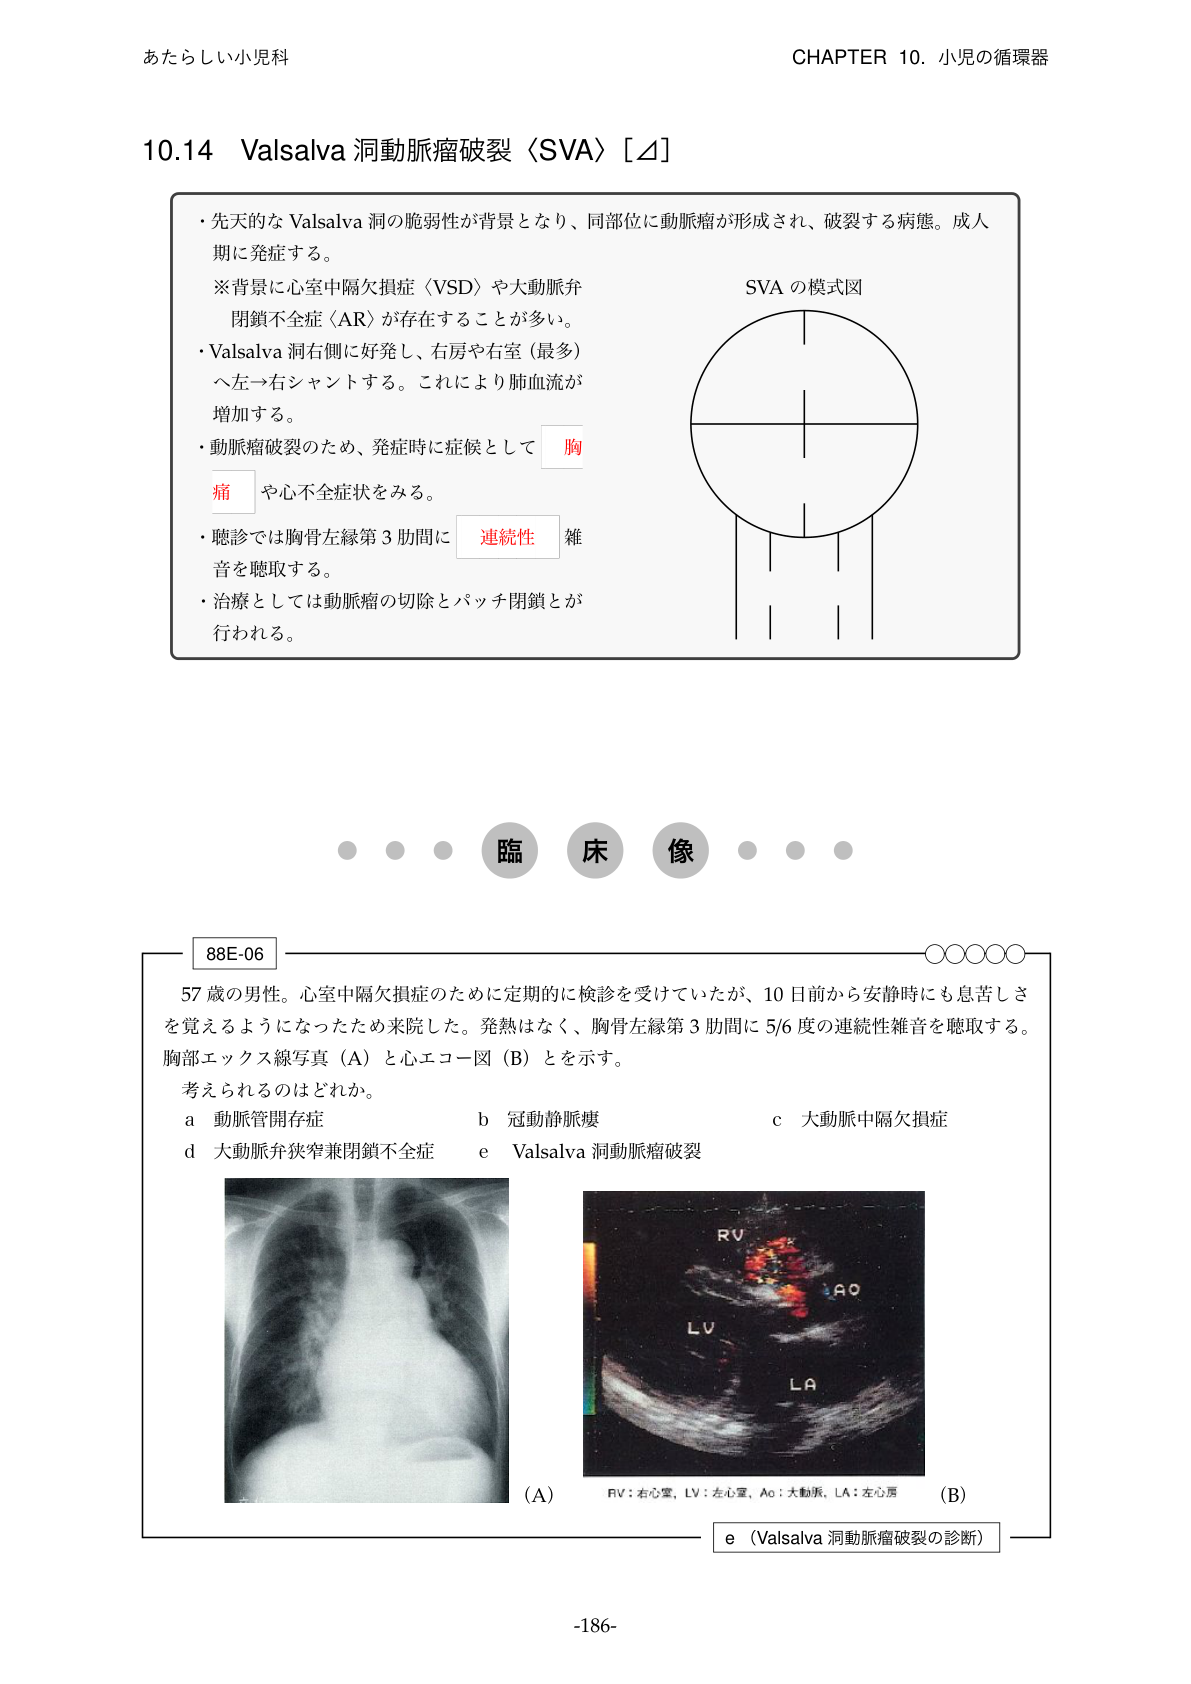 あたらしい小児科
CHAPTER 10. 小児の循環器
10.14 Valsalva 洞動脈瘤破裂〈SVA〉[⊿]
・先天的な Valsalva 洞の脆弱性が背景となり、同部位に動脈瘤が形成され、破裂する病態。成人
期に発症する。
※背景に心室中隔欠損症〈VSD〉や大動脈弁
閉鎖不全症〈AR〉が存在することが多い。
・Valsalva 洞右側に好発し、右房や右室（最多）
へ左→右シャントする。これにより肺血流が
増加する。
・動脈瘤破裂のため、発症時に症候として 胸
痛 や心不全症状をみる。
・聴診では胸骨左縁第 3 肋間に 連続性 雑
音を聴取する。
・治療としては動脈瘤の切除とパッチ閉鎖とが
行われる。
SVA の模式図
臨床像
88E-06
57 歳の男性。心室中隔欠損症のために定期的に検診を受けていたが、10 日前から安静時にも息苦しさ
を覚えるようになったため来院した。発熱はなく、胸骨左縁第 3 肋間に 5/6 度の連続性雑音を聴取する。
胸部エックス線写真（A）と心エコー図（B）とを示す。
考えられるのはどれか。
a 動脈管開存症 b 冠動静脈瘻 c 大動脈中隔欠損症
d 大動脈弁狭窄兼閉鎖不全症 e Valsalva 洞動脈瘤破裂
RV
AO
LV
LA
RV：右心室，LV：左心室，Ao：大動脈，LA：左心房
（A）
（B）
e （Valsalva 洞動脈瘤破裂の診断）
-186-